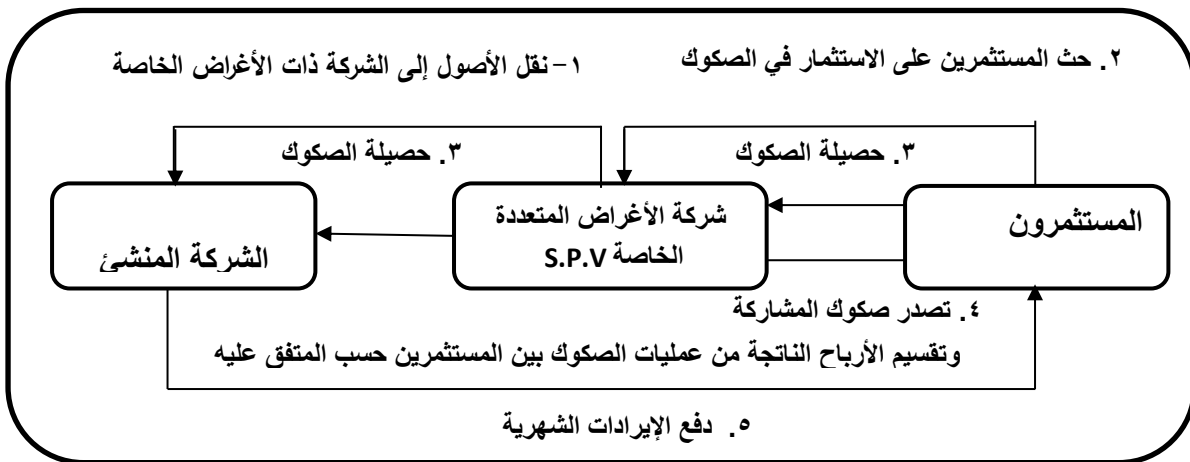 ٢. حث المستثمرين على الاستثمار في الصكوك
١- نقل الأصول إلى الشركة ذات الأغراض الخاصة
٣. حصيلة الصكوك
٣. حصيلة الصكوك
المستثمرون
شركة الأغراض المتعددة
الخاصة S.P.V
الشركة المنشئ
٤. تصدر صكوك المشاركة
وتقسيم الأرباح الناتجة من عمليات الصكوك بين المستثمرين حسب المتفق عليه
٥. دفع الإيرادات الشهرية